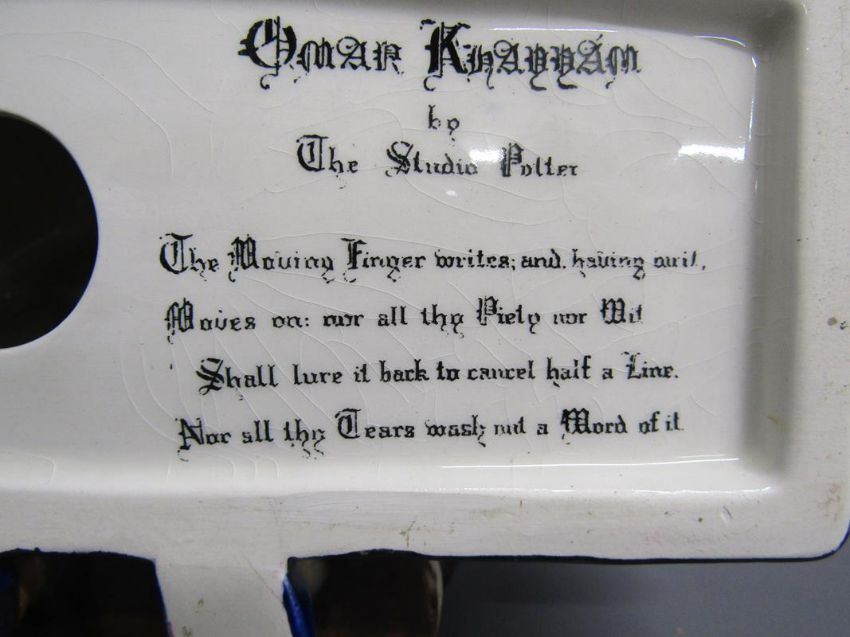 Omar Khayyám
by
The Studio Potter
The Moving Finger writes; and, having writ,
Moves on: nor all thy Piety nor Wit
Shall lure it back to cancel half a Line.
Nor all thy Tears wash out a Word of it